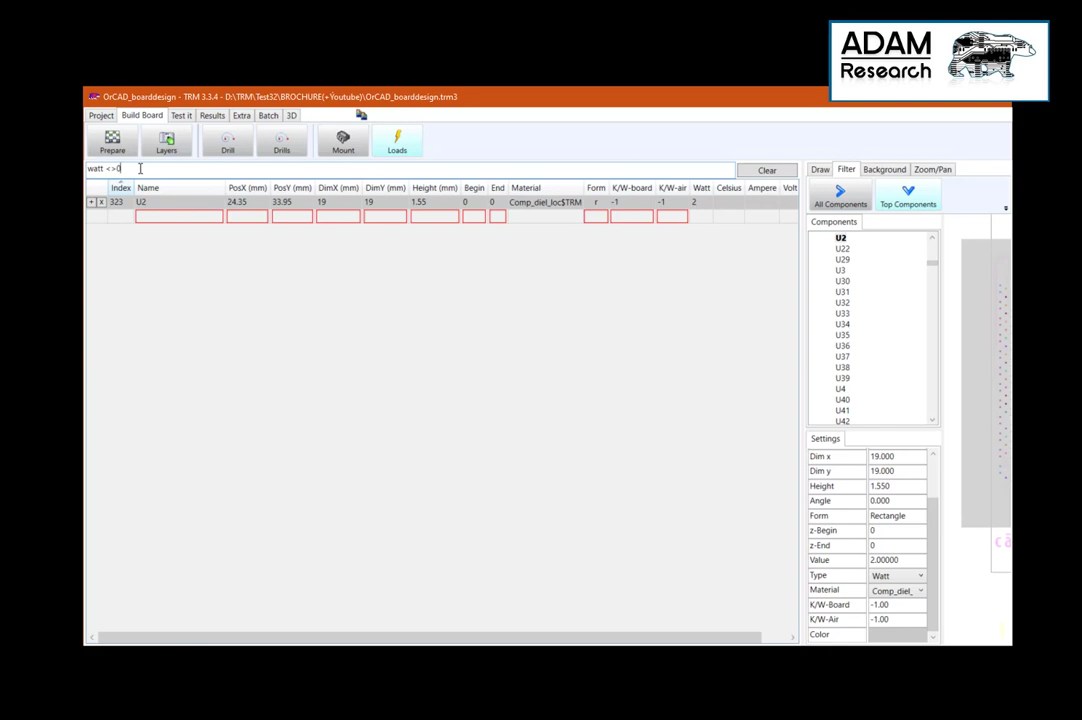 ADAM
Research
OrCAD_boarddesign - TRM 3.3.4 - D:\TRM\Test32\BROCHURE(+Youtube)\OrCAD_boarddesign.trm3
Project Build Board Test it Results Extra Batch 3D
Prepare Layers Drill Drills Mount Loads
watt <>0
Clear
Draw Filter Background Zoom/Pan
Index Name PosX (mm) PosY (mm) DimX (mm) DimY (mm) Height (mm) Begin End Material Form K/W-board K/W-air Watt Celsius Ampere Volt
+ x 323 U2 24.35 33.95 19 19 1.55 0 0 Comp_diel_loc$TRM r -1 -1 2
All Components Top Components
Components
U2
U22
U29
U3
U30
U31
U32
U33
U34
U35
U36
U37
U38
U39
U4
U40
U41
U42
Settings
Dim x 19.000
Dim y 19.000
Height 1.550
Angle 0.000
Form Rectangle
z-Begin 0
z-End 0
Value 2.00000
Type Watt
Material Comp_diel_
K/W-Board -1.00
K/W-Air -1.00
Color